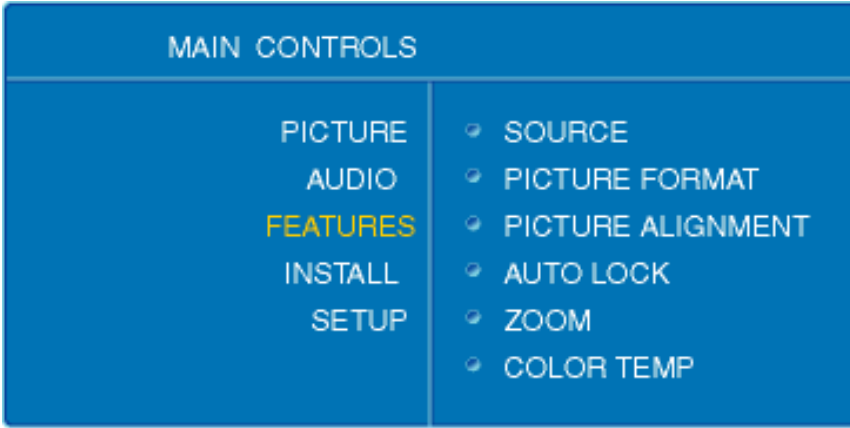 MAIN CONTROLS
PICTURE
AUDIO
FEATURES
INSTALL
SETUP
SOURCE
PICTURE FORMAT
PICTURE ALIGNMENT
AUTO LOCK
ZOOM
COLOR TEMP